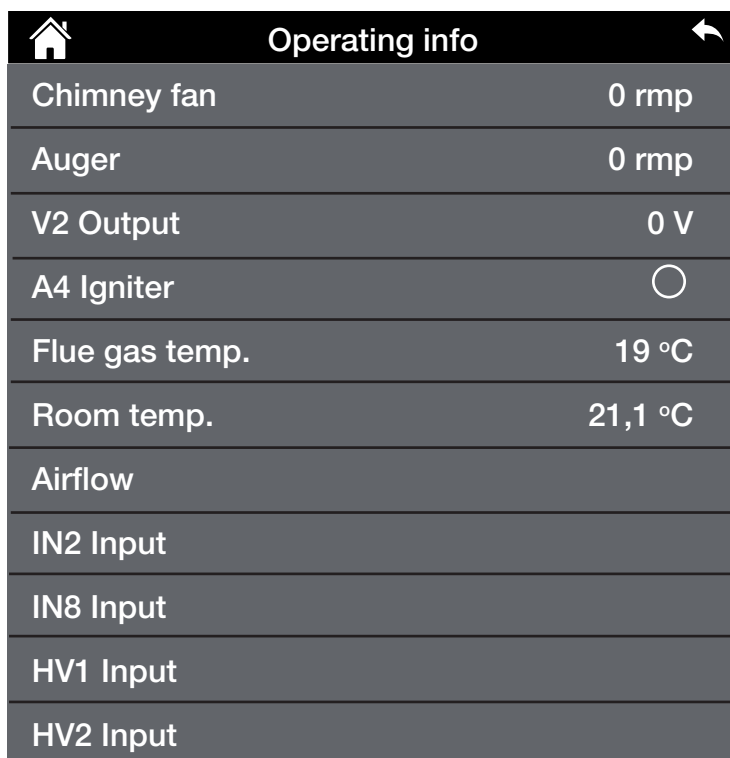 Operating info
Chimney fan 0 rmp
Auger 0 rmp
V2 Output 0 V
A4 Igniter
Flue gas temp. 19 °C
Room temp. 21,1 °C
Airflow
IN2 Input
IN8 Input
HV1 Input
HV2 Input